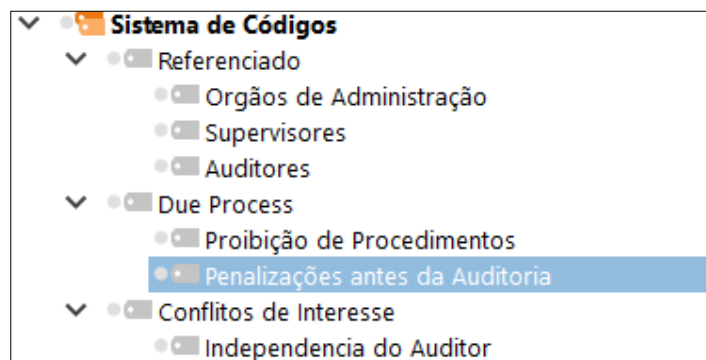 Sistema de Códigos
Referenciado
Orgãos de Administração
Supervisores
Auditores
Due Process
Proibição de Procedimentos
Penalizações antes da Auditoria
Conflitos de Interesse
Independencia do Auditor